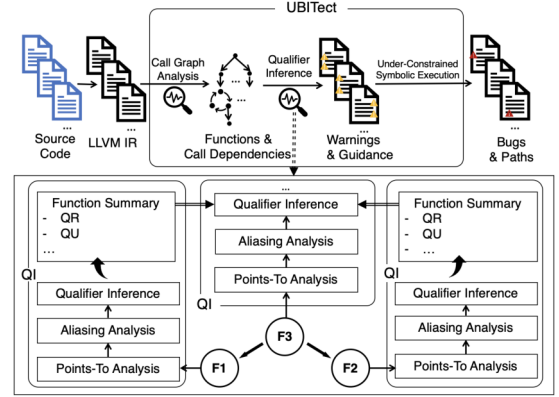 UBITect
Call Graph
Analysis
Qualifier
Inference
Under-Constrained
Symbolic Execution
...
...
...
...
...
...
Source
Code
LLVM IR
Functions &
Call Dependencies
Warnings
& Guidance
Bugs
& Paths
Function Summary
- QR
- QU
- ...
QI
Qualifier Inference
Aliasing Analysis
Points-To Analysis
...
Qualifier Inference
Aliasing Analysis
Points-To Analysis
QI
Function Summary
- QR
- QU
- ...
QI
Qualifier Inference
Aliasing Analysis
Points-To Analysis
F3
F1
F2